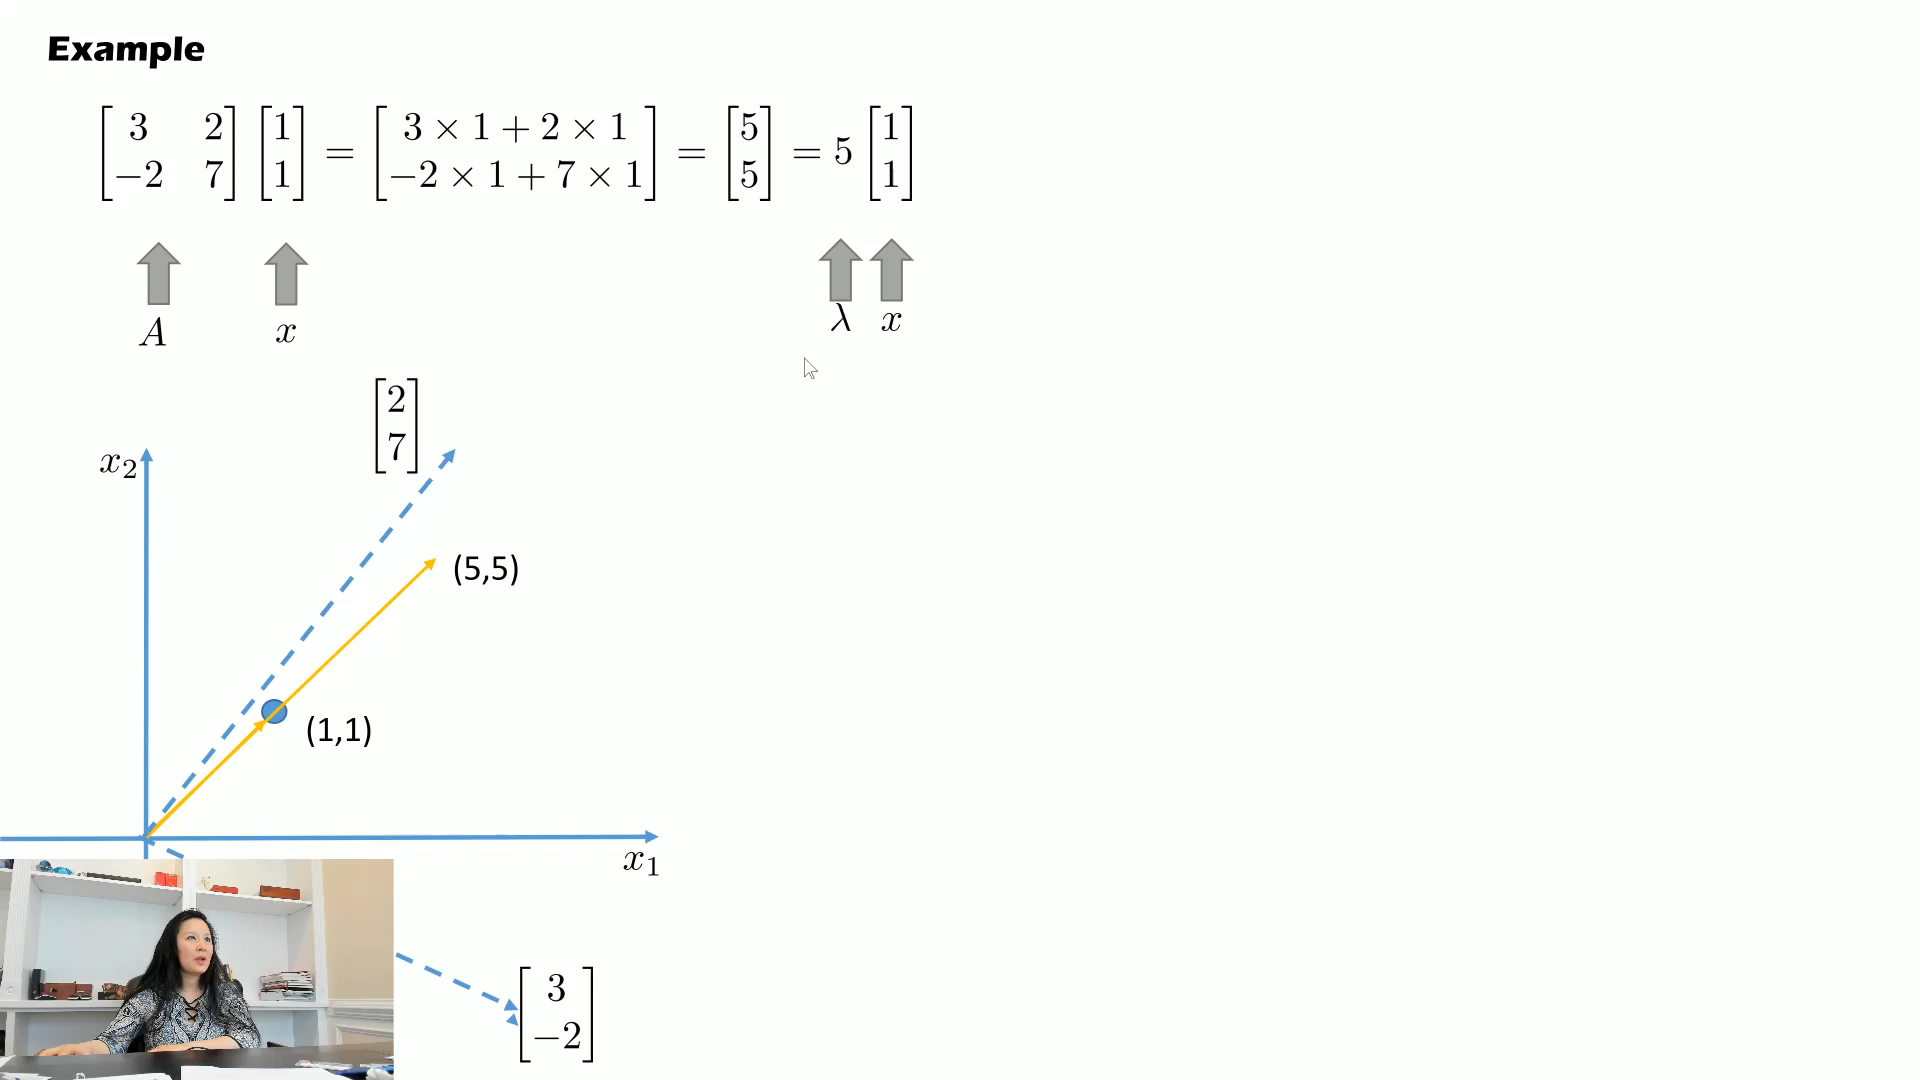 Example
[3 2; −2 7] [1; 1] = [3 × 1 + 2 × 1; −2 × 1 + 7 × 1] = [5; 5] = 5 [1; 1]
A x λ x
[2; 7]
x₂
(5,5)
(1,1)
x₁
[3; −2]